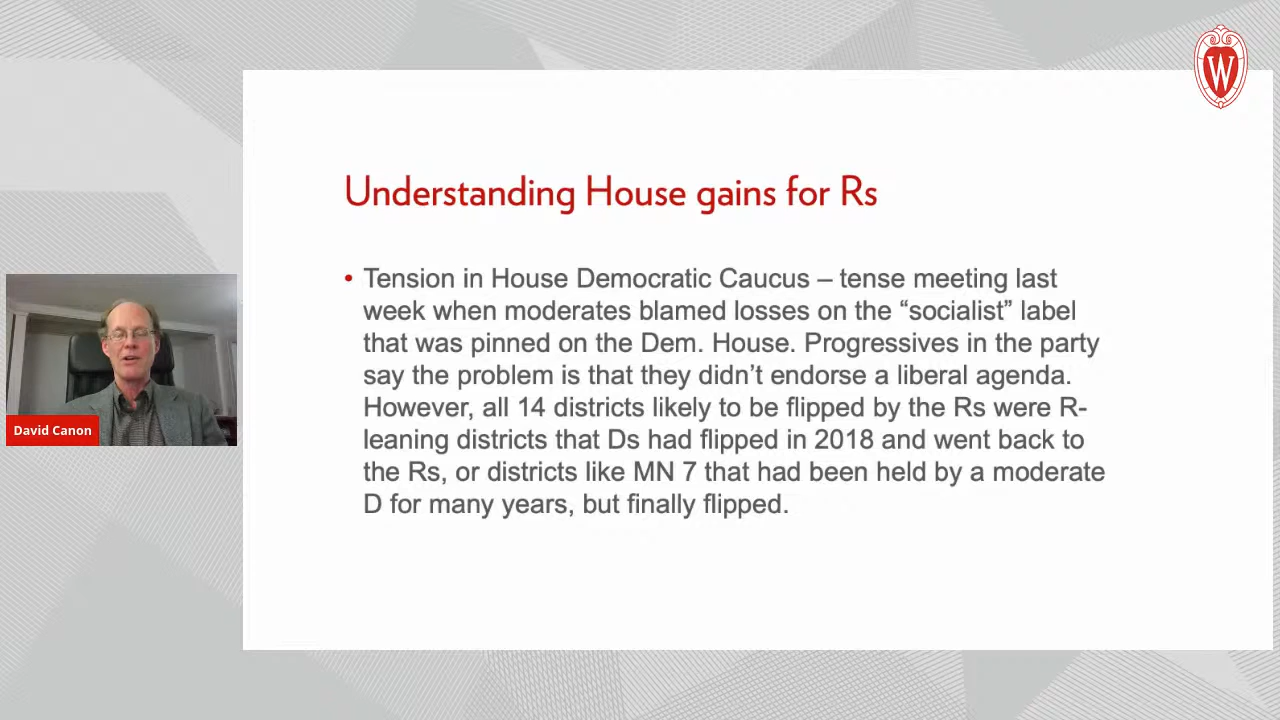 W
Understanding House gains for Rs
• Tension in House Democratic Caucus – tense meeting last
week when moderates blamed losses on the “socialist” label
that was pinned on the Dem. House. Progressives in the party
say the problem is that they didn’t endorse a liberal agenda.
However, all 14 districts likely to be flipped by the Rs were R-
leaning districts that Ds had flipped in 2018 and went back to
the Rs, or districts like MN 7 that had been held by a moderate
D for many years, but finally flipped.
David Canon